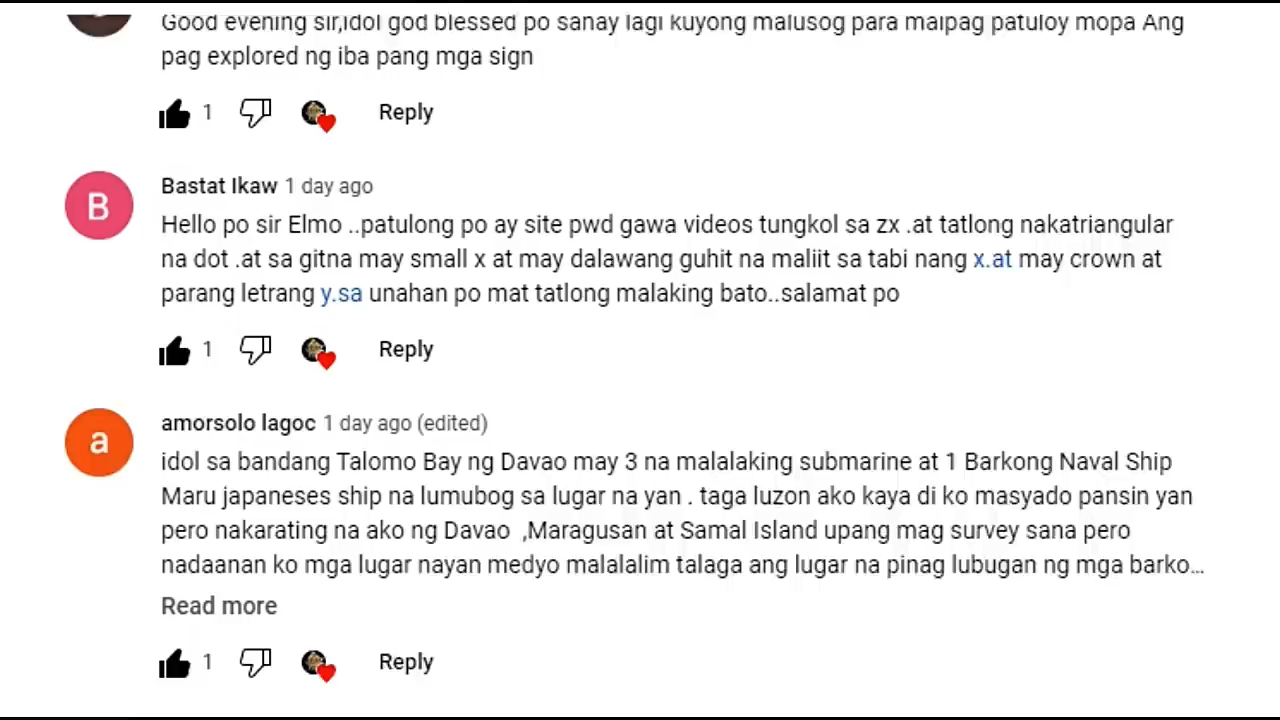 Good evening sir,idol god blessed po sanay lagi kuyong malusog para maipag patuloy mopa Ang
pag explored ng iba pang mga sign
1 Reply
B
Bastat Ikaw 1 day ago
Hello po sir Elmo ..patulong po ay site pwd gawa videos tungkol sa zx .at tatlong nakatriangular
na dot .at sa gitna may small x at may dalawang guhit na maliit sa tabi nang x.at may crown at
parang letrang y.sa unahan po mat tatlong malaking bato..salamat po
1 Reply
a
amorsolo lagoc 1 day ago (edited)
idol sa bandang Talomo Bay ng Davao may 3 na malalaking submarine at 1 Barkong Naval Ship
Maru japaneses ship na lumubog sa lugar na yan . taga luzon ako kaya di ko masyado pansin yan
pero nakarating na ako ng Davao ,Maragusan at Samal Island upang mag survey sana pero
nadaanan ko mga lugar nayan medyo malalalim talaga ang lugar na pinag lubugan ng mga barko...
Read more
1 Reply